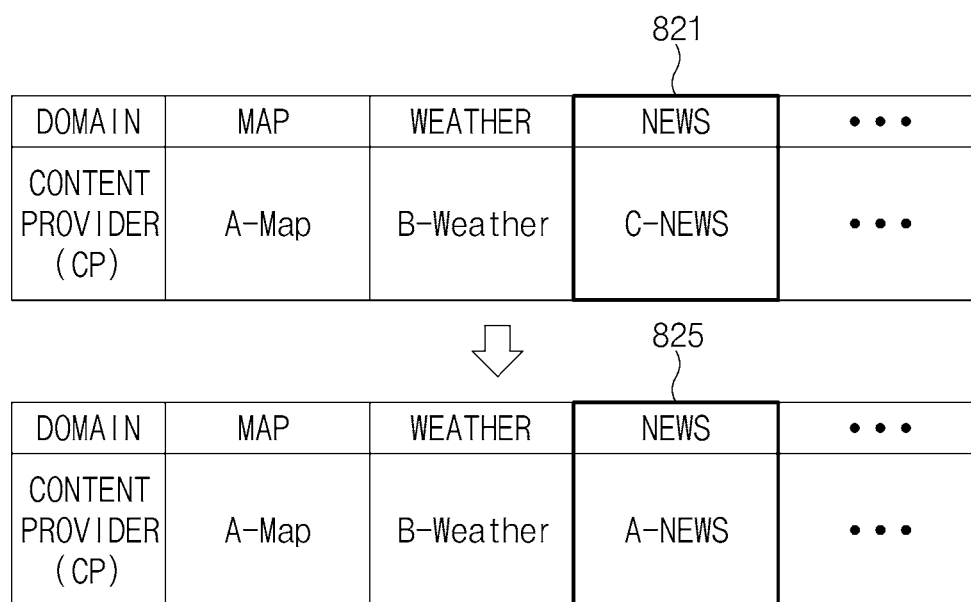 821
DOMAIN MAP WEATHER NEWS •••
CONTENT
PROVIDER A-Map B-Weather C-NEWS •••
(CP)
825
DOMAIN MAP WEATHER NEWS •••
CONTENT
PROVIDER A-Map B-Weather A-NEWS •••
(CP)